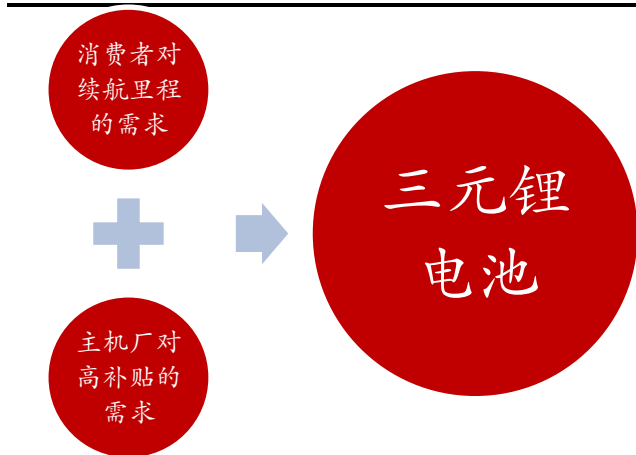 消费者对
续航里程
的需求
主机厂对
高补贴的
需求
三元锂
电池